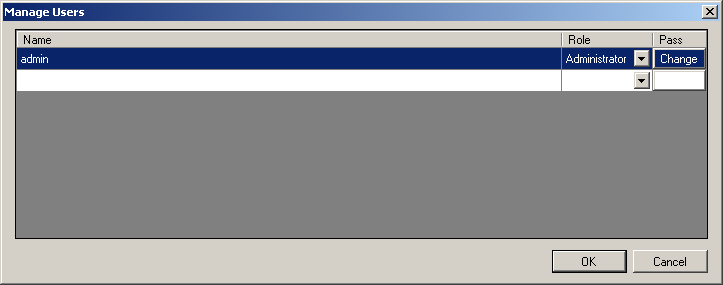 Manage Users
Name Role Pass
admin Administrator Change
OK Cancel